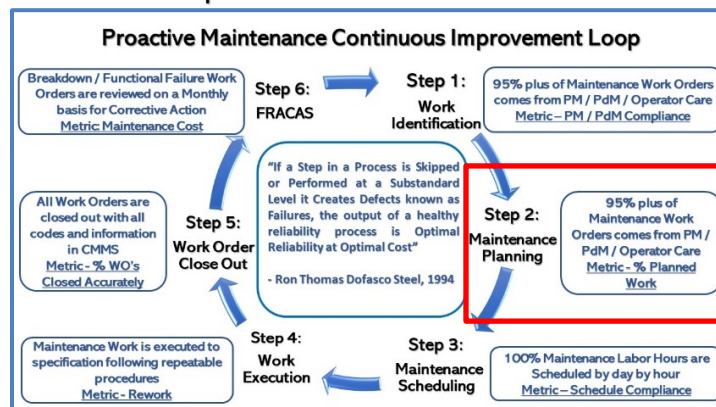 Proactive Maintenance Continuous Improvement Loop
Breakdown / Functional Failure Work
Orders are reviewed on a Monthly
basis for Corrective Action
Metric: Maintenance Cost
Step 6:
FRACAS
Step 1:
Work
Identification
95% plus of Maintenance Work Orders
comes from PM / PdM / Operator Care
Metric – PM / PdM Compliance
"If a Step in a Process is Skipped
or Performed at a Substandard
Level it Creates Defects known as
Failures, the output of a healthy
reliability process is Optimal
Reliability at Optimal Cost"
- Ron Thomas Dofasco Steel, 1994
Step 2:
Maintenance
Planning
95% plus of
Maintenance Work
Orders comes from PM /
PdM / Operator Care
Metric - % Planned
Work
All Work Orders are
closed out with all
codes and information
in CMMS
Metric - % WO's
Closed Accurately
Step 5:
Work Order
Close Out
Maintenance Work is executed to
specification following repeatable
procedures
Metric - Rework
Step 4:
Work
Execution
Step 3:
Maintenance
Scheduling
100% Maintenance Labor Hours are
Scheduled by day by hour
Metric – Schedule Compliance